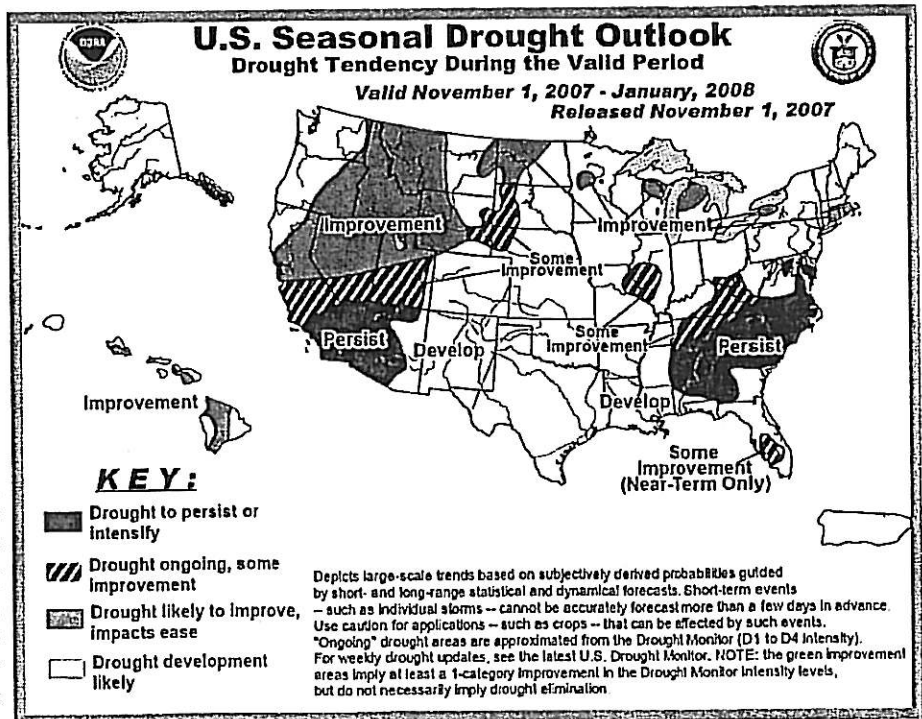 U.S. Seasonal Drought Outlook
Drought Tendency During the Valid Period
Valid November 1, 2007 - January, 2008
Released November 1, 2007
Improvement
Improvement
Some
Improvement
Persist
Develop
Some
Improvement
Persist
Develop
Improvement
Some
Improvement
(Near-Term Only)
KEY:
Drought to persist or
intensify
Drought ongoing, some
improvement
Drought likely to improve,
impacts ease
Drought development
likely
Depicts large-scale trends based on subjectively derived probabilities guided
by short- and long-range statistical and dynamical forecasts. Short-term events
-- such as individual storms -- cannot be accurately forecast more than a few days in advance.
Use caution for applications -- such as crops -- that can be affected by such events.
"Ongoing" drought areas are approximated from the Drought Monitor (D1 to D4 intensity).
For weekly drought updates, see the latest U.S. Drought Monitor. NOTE: the green improvement
areas imply at least a 1-category improvement in the Drought Monitor intensity levels,
but do not necessarily imply drought elimination.